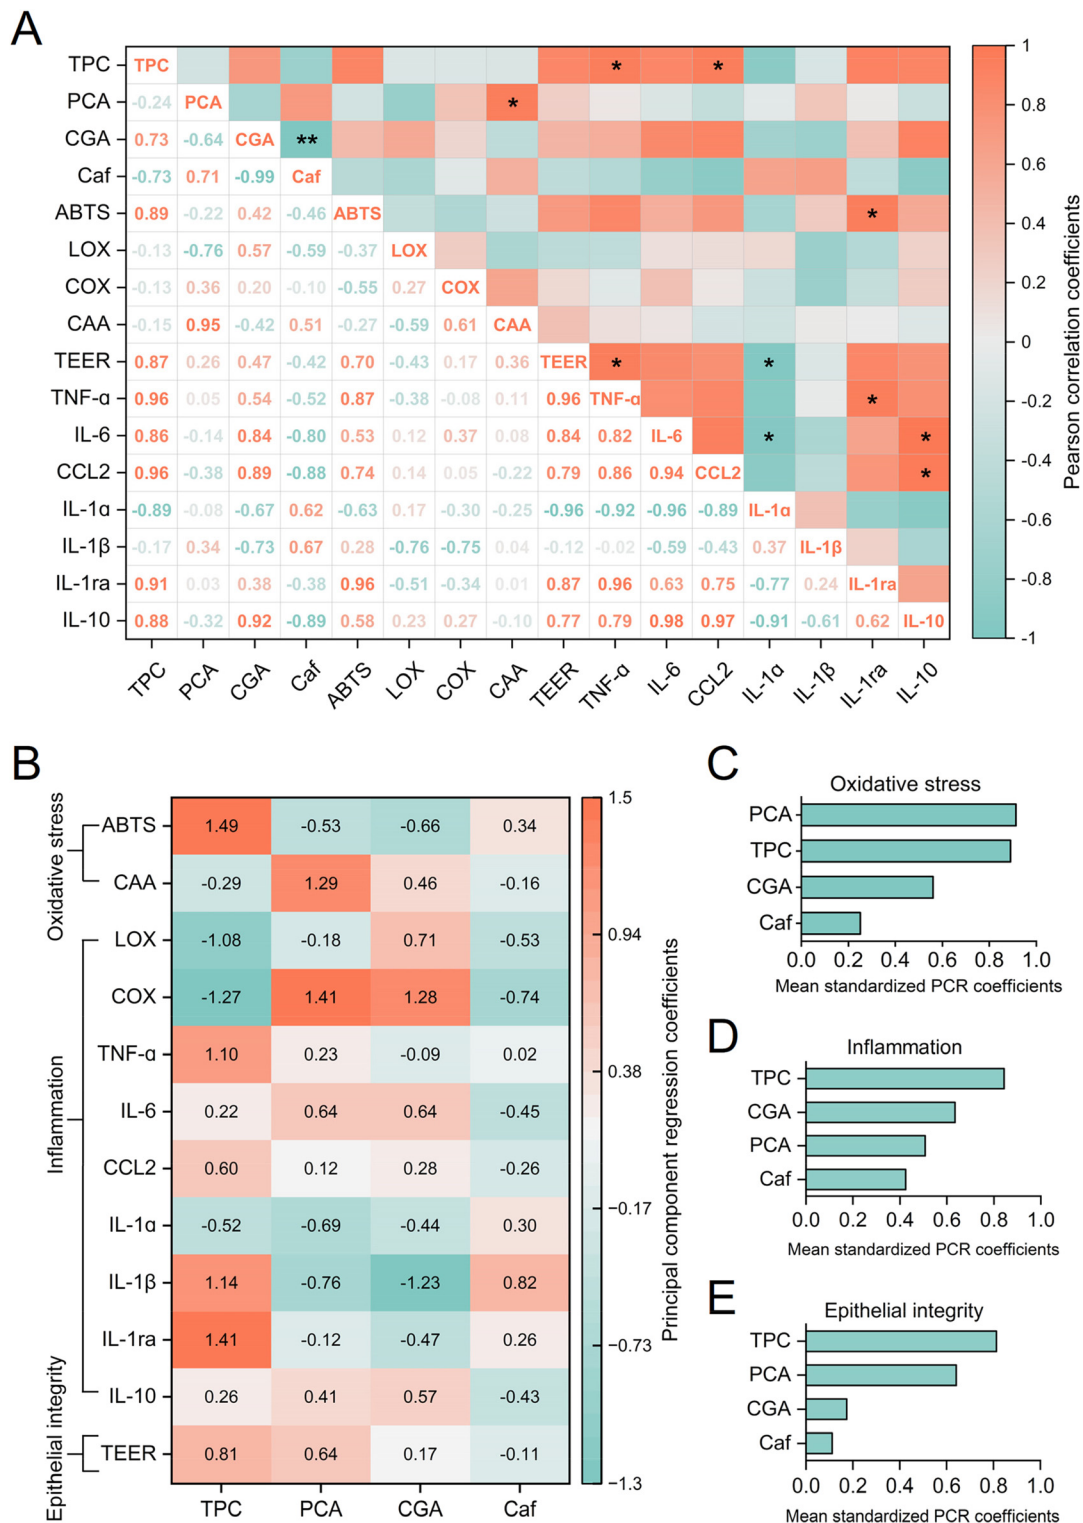 A
TPC TPC * * 1
PCA -0.24 PCA * 0.8
CGA 0.73 -0.64 CGA ** 0.6
Caf -0.73 0.71 -0.99 Caf
ABTS 0.89 -0.22 0.42 -0.46 ABTS * 0.4
LOX -0.13 -0.76 0.57 -0.59 -0.37 LOX 0.2
COX -0.13 0.36 0.20 -0.10 -0.55 0.27 COX
CAA -0.15 0.95 -0.42 0.51 -0.27 -0.59 0.61 CAA 0
TEER 0.87 0.26 0.47 -0.42 0.70 -0.43 0.17 0.36 TEER * *
TNF-α 0.96 0.05 0.54 -0.52 0.87 -0.38 -0.08 0.11 0.96 TNF-α * -0.2
IL-6 0.86 -0.14 0.84 -0.80 0.53 0.12 0.37 0.08 0.84 0.82 IL-6 * * -0.4
CCL2 0.96 -0.38 0.89 -0.88 0.74 0.14 0.05 -0.22 0.79 0.86 0.94 CCL2 *
IL-1α -0.89 -0.08 -0.67 0.62 -0.63 0.17 -0.30 -0.25 -0.96 -0.92 -0.96 -0.89 IL-1α -0.6
IL-1β -0.17 0.34 -0.73 0.67 0.28 -0.76 -0.75 0.04 -0.12 -0.02 -0.59 -0.43 0.37 IL-1β
IL-1ra 0.91 0.03 0.38 -0.38 0.96 -0.51 -0.34 0.01 0.87 0.96 0.63 0.75 -0.77 0.24 IL-1ra -0.8
IL-10 0.88 -0.32 0.92 -0.89 0.58 0.23 0.27 -0.10 0.77 0.79 0.98 0.97 -0.91 -0.61 0.62 IL-10 -1
TPC PCA CGA Caf ABTS LOX COX CAA TEER TNF-α IL-6 CCL2 IL-1α IL-1β IL-1ra IL-10
Pearson correlation coefficients
B
Oxidative stress
Inflammation
Epithelial integrity
ABTS 1.49 -0.53 -0.66 0.34
CAA -0.29 1.29 0.46 -0.16
LOX -1.08 -0.18 0.71 -0.53
COX -1.27 1.41 1.28 -0.74
TNF-α 1.10 0.23 -0.09 0.02
IL-6 0.22 0.64 0.64 -0.45
CCL2 0.60 0.12 0.28 -0.26
IL-1α -0.52 -0.69 -0.44 0.30
IL-1β 1.14 -0.76 -1.23 0.82
IL-1ra 1.41 -0.12 -0.47 0.26
IL-10 0.26 0.41 0.57 -0.43
TEER 0.81 0.64 0.17 -0.11
TPC PCA CGA Caf
1.5
0.94
0.38
-0.17
-0.73
-1.3
Principal component regression coefficients
C
Oxidative stress
PCA
TPC
CGA
Caf
0.0 0.2 0.4 0.6 0.8 1.0
Mean standardized PCR coefficients
D
Inflammation
TPC
CGA
PCA
Caf
0.0 0.2 0.4 0.6 0.8 1.0
Mean standardized PCR coefficients
E
Epithelial integrity
TPC
PCA
CGA
Caf
0.0 0.2 0.4 0.6 0.8 1.0
Mean standardized PCR coefficients